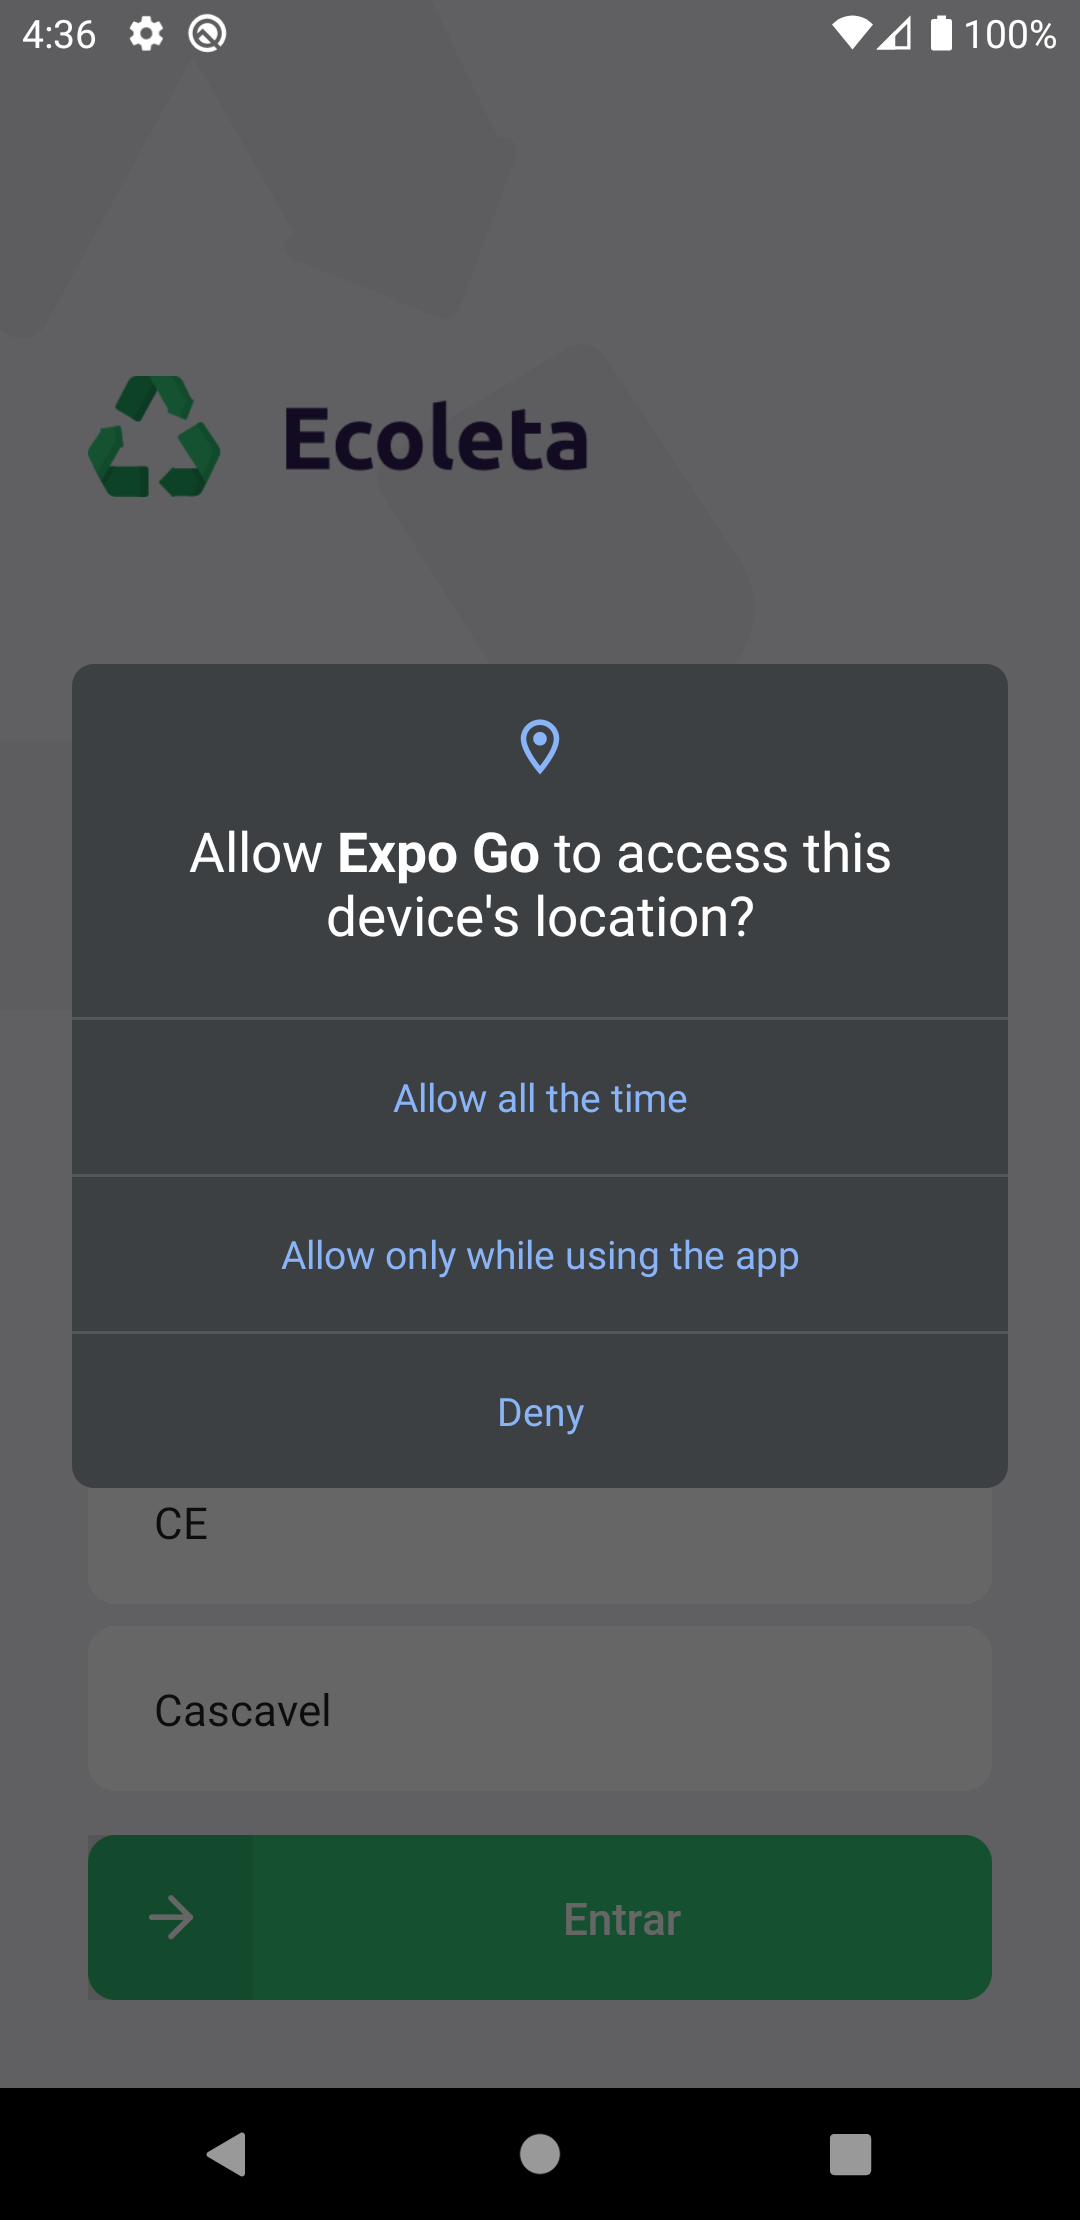 4:36
100%
Ecoleta
Allow Expo Go to access this
device's location?
Allow all the time
Allow only while using the app
Deny
CE
Cascavel
Entrar